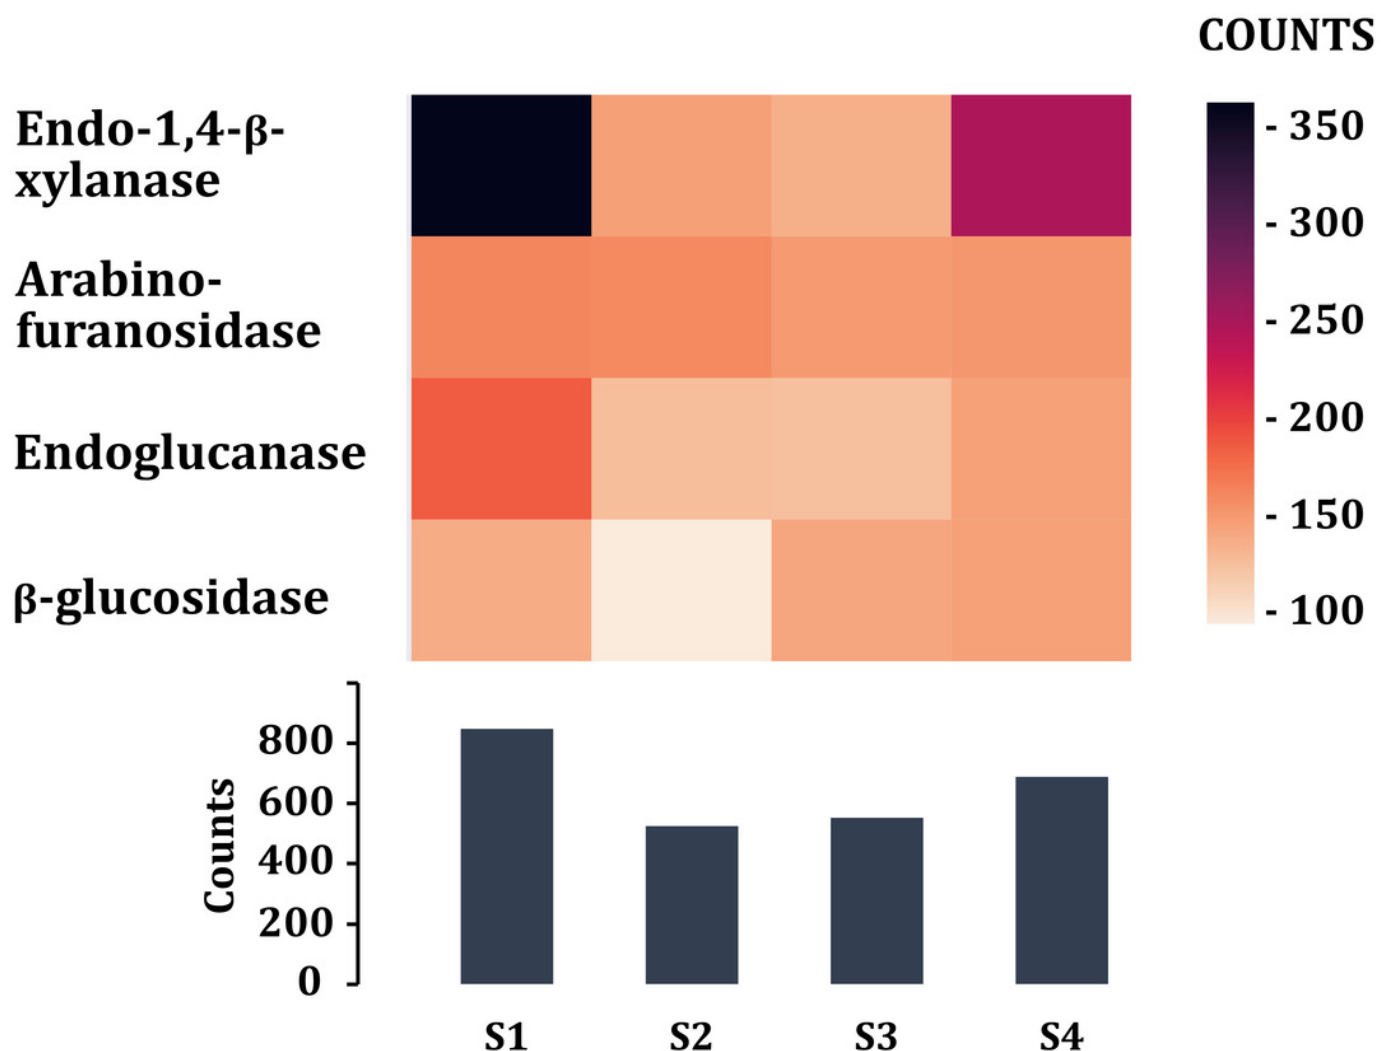 COUNTS
Endo-1,4-β-
xylanase
Arabino-
furanosidase
Endoglucanase
β-glucosidase
- 350
- 300
- 250
- 200
- 150
- 100
Counts
800
600
400
200
0
S1 S2 S3 S4